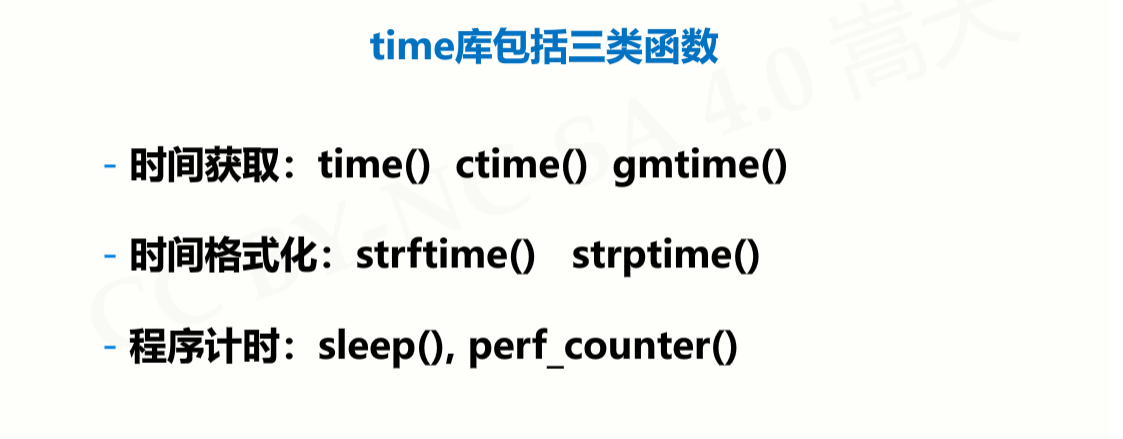 time库包括三类函数
- 时间获取：time() ctime() gmtime()
- 时间格式化：strftime() strptime()
- 程序计时：sleep(), perf_counter()
CC BY-NC-SA 4.0 嵩天